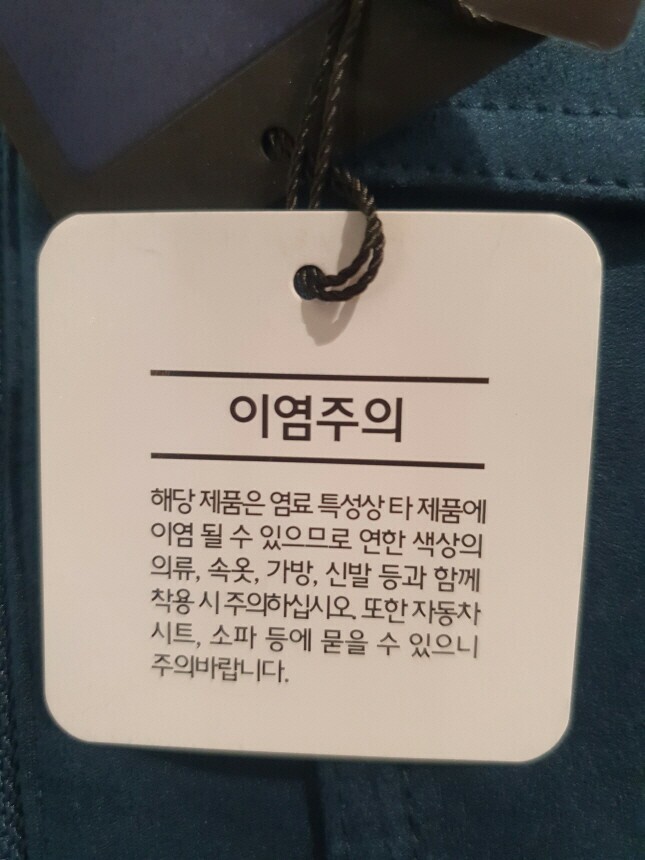 이염주의
해당 제품은 염료 특성상 타 제품에
이염 될 수 있으므로 연한 색상의
의류, 속옷, 가방, 신발 등과 함께
착용 시 주의하십시오. 또한 자동차
시트, 소파 등에 묻을 수 있으니
주의바랍니다.